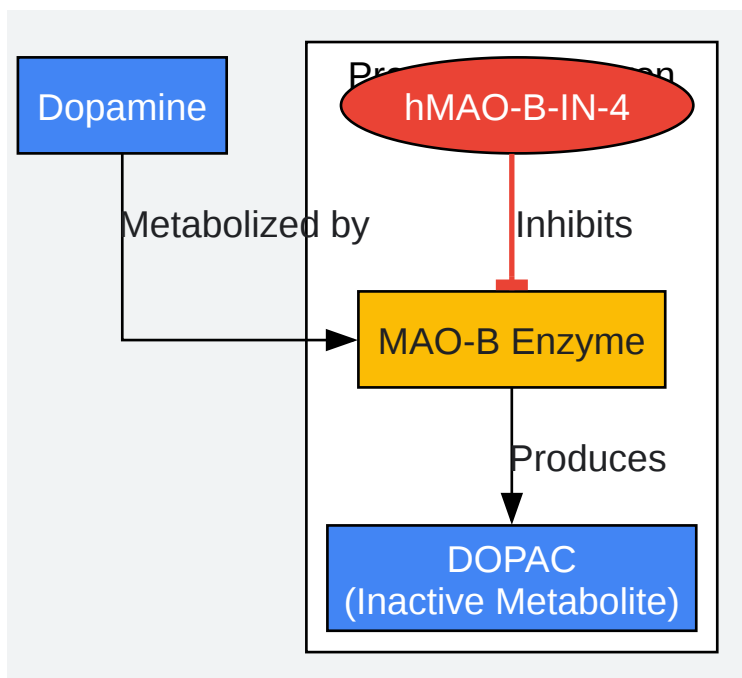 Dopamine
hMAO-B-IN-4
Metabolized by
Inhibits
MAO-B Enzyme
Produces
DOPAC
(Inactive Metabolite)